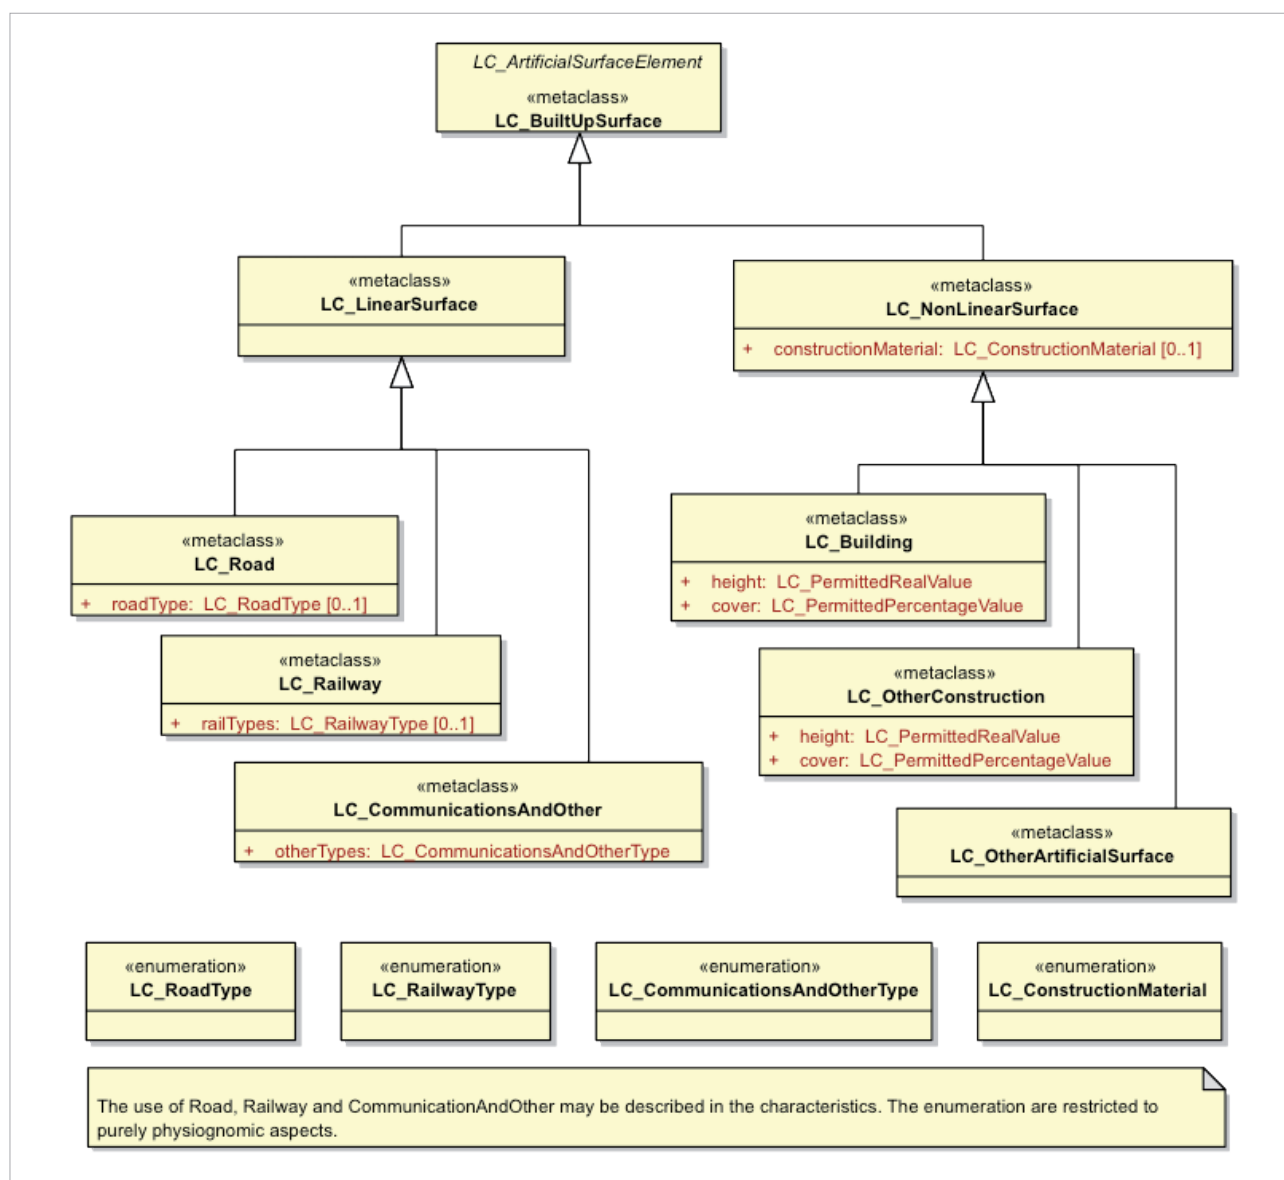 LC_ArtificialSurfaceElement
«metaclass»
LC_BuiltUpSurface
«metaclass»
LC_LinearSurface
«metaclass»
LC_NonLinearSurface
+ constructionMaterial: LC_ConstructionMaterial [0..1]
«metaclass»
LC_Road
+ roadType: LC_RoadType [0..1]
«metaclass»
LC_Building
+ height: LC_PermittedRealValue
+ cover: LC_PermittedPercentageValue
«metaclass»
LC_Railway
+ railTypes: LC_RailwayType [0..1]
«metaclass»
LC_OtherConstruction
+ height: LC_PermittedRealValue
+ cover: LC_PermittedPercentageValue
«metaclass»
LC_CommunicationsAndOther
+ otherTypes: LC_CommunicationsAndOtherType
«metaclass»
LC_OtherArtificialSurface
«enumeration»
LC_RoadType
«enumeration»
LC_RailwayType
«enumeration»
LC_CommunicationsAndOtherType
«enumeration»
LC_ConstructionMaterial
The use of Road, Railway and CommunicationAndOther may be described in the characteristics. The enumeration are restricted to
purely physiognomic aspects.